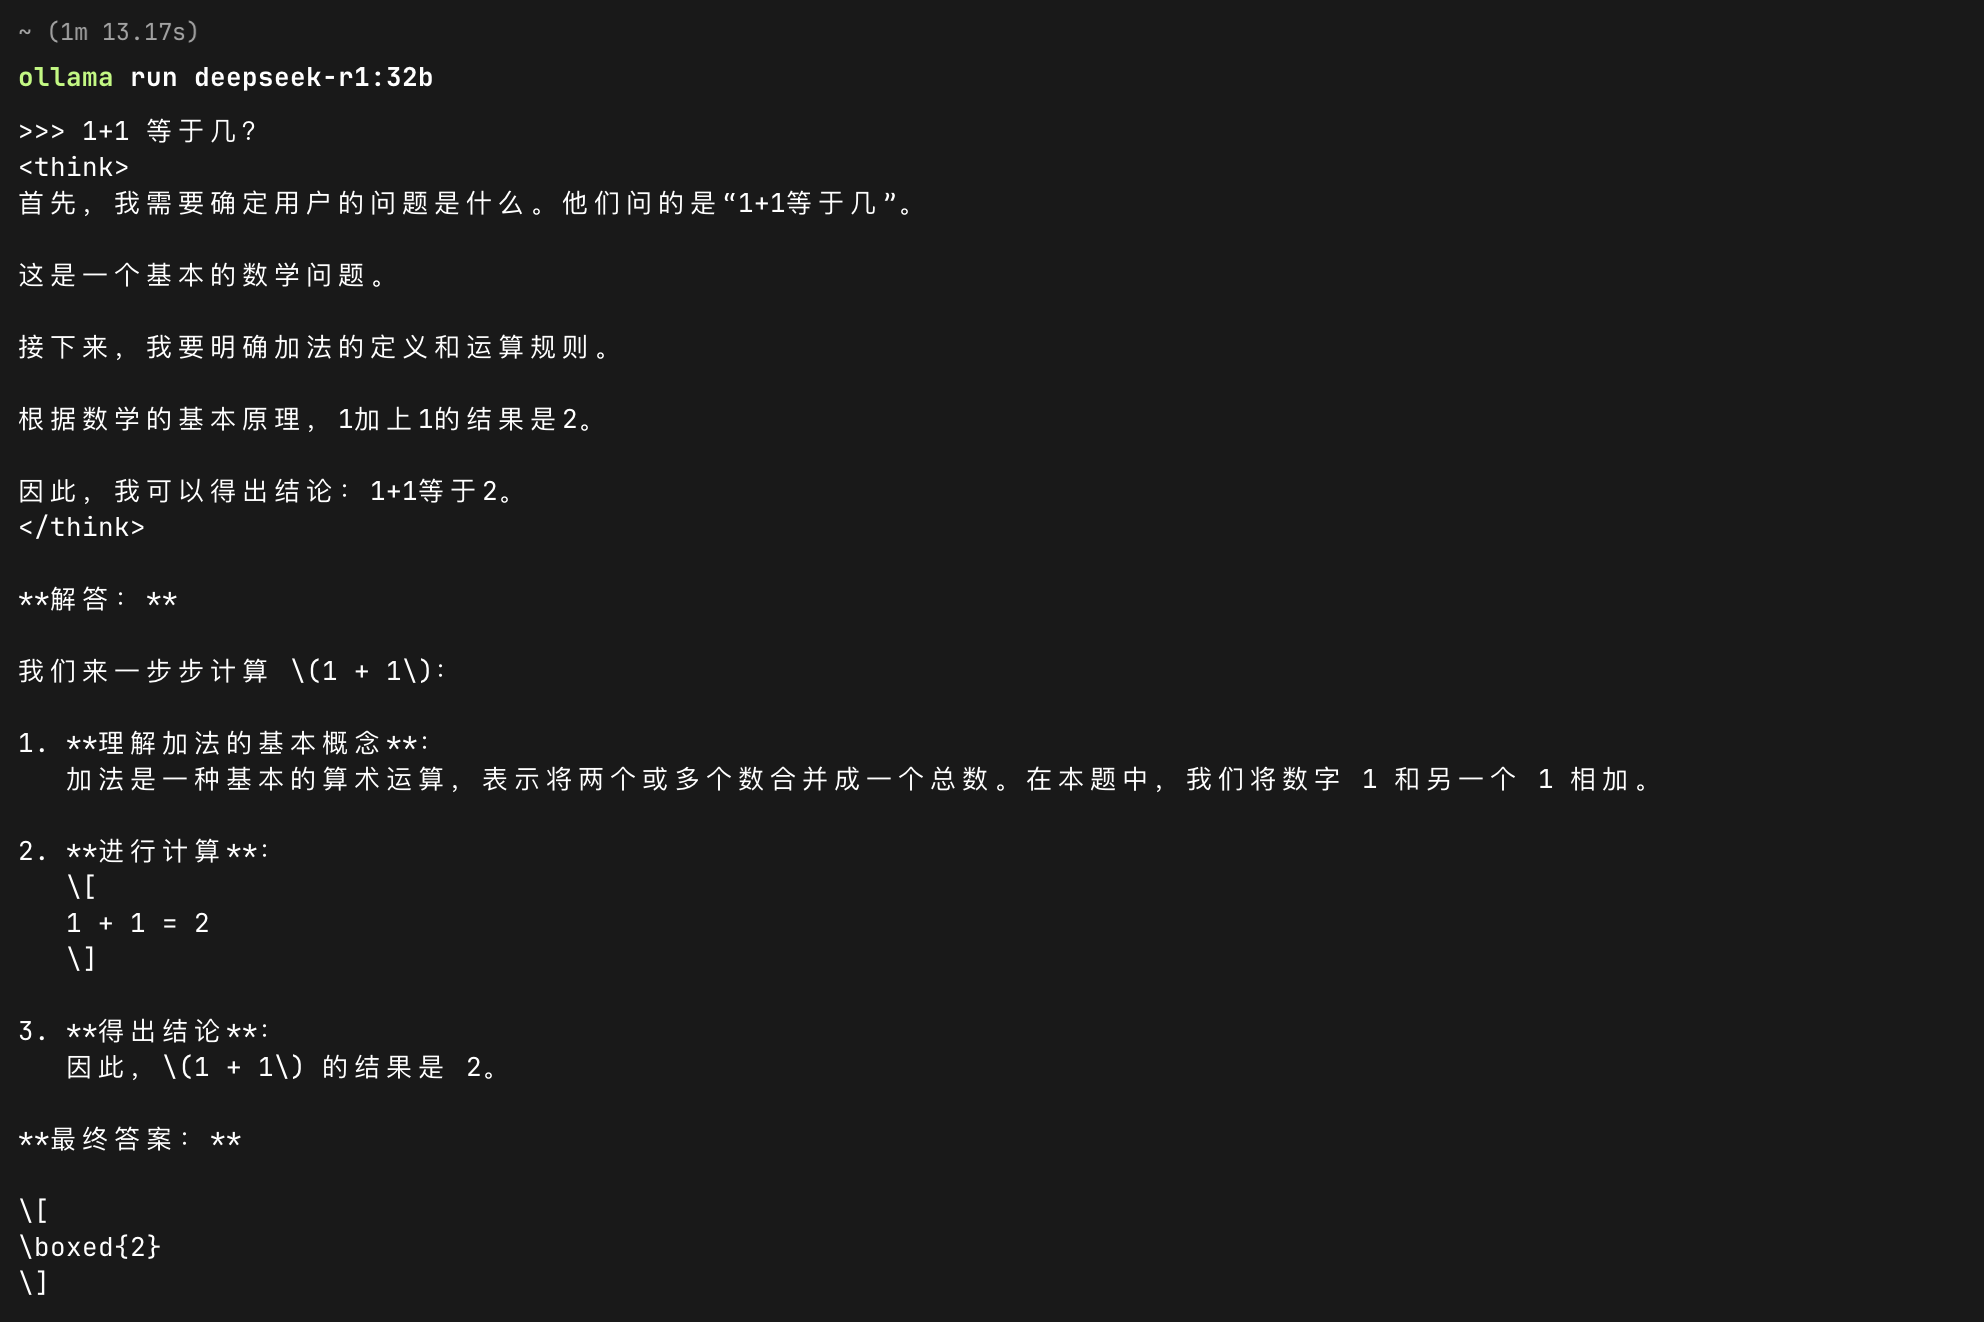 ~ (1m 13.17s)
ollama run deepseek-r1:32b
>>> 1+1 等于几?
<think>
首先，我需要确定用户的问题是什么。他们问的是“1+1等于几”。
这是一个基本的数学问题。
接下来，我要明确加法的定义和运算规则。
根据数学的基本原理，1加上1的结果是2。
因此，我可以得出结论：1+1等于2。
</think>
**解答：**
我们来一步步计算 \(1 + 1\)：
1. **理解加法的基本概念**：
加法是一种基本的算术运算，表示将两个或多个数合并成一个总数。在本题中，我们将数字 1 和另一个 1 相加。
2. **进行计算**：
\[
1 + 1 = 2
\]
3. **得出结论**：
因此，\(1 + 1\) 的结果是 2。
**最终答案：**
\[
\boxed{2}
\]